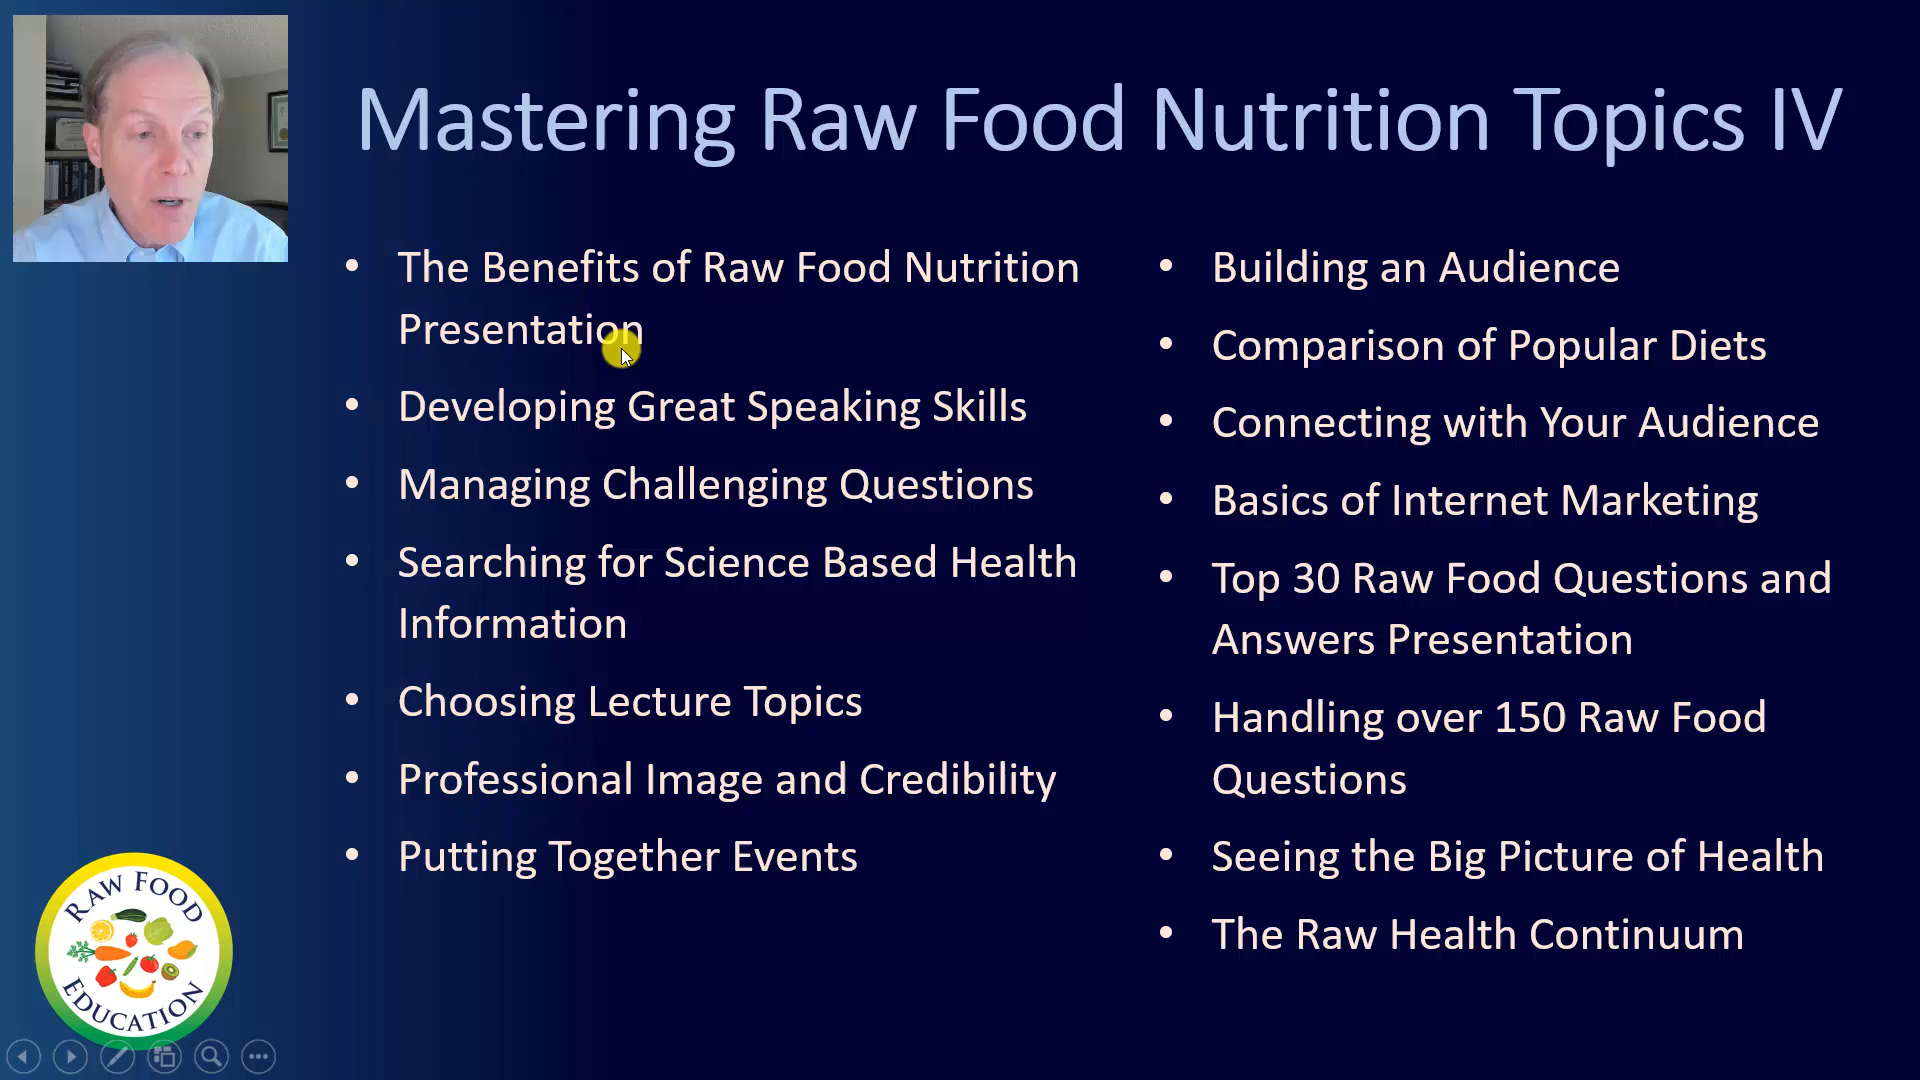 Mastering Raw Food Nutrition Topics IV
• The Benefits of Raw Food Nutrition
Presentation
• Developing Great Speaking Skills
• Managing Challenging Questions
• Searching for Science Based Health
Information
• Choosing Lecture Topics
• Professional Image and Credibility
• Putting Together Events
• Building an Audience
• Comparison of Popular Diets
• Connecting with Your Audience
• Basics of Internet Marketing
• Top 30 Raw Food Questions and
Answers Presentation
• Handling over 150 Raw Food
Questions
• Seeing the Big Picture of Health
• The Raw Health Continuum
RAW FOOD
EDUCATION